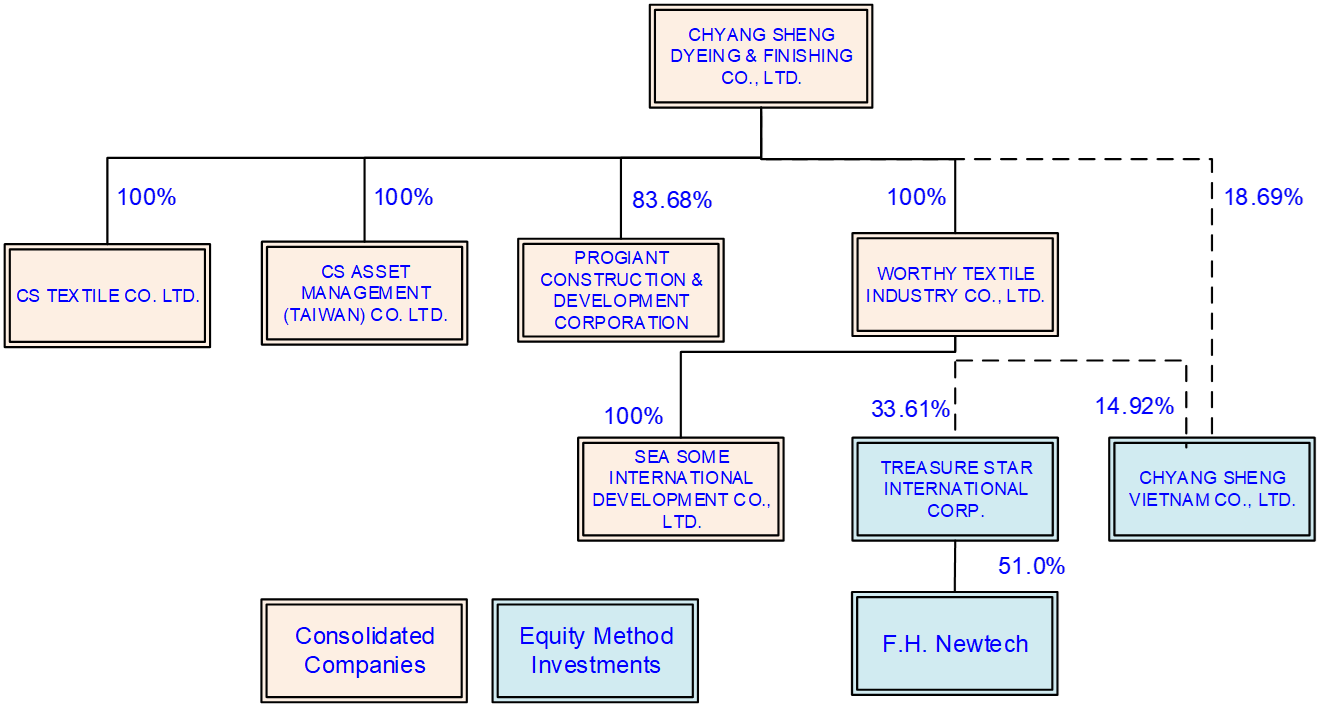 CHYANG SHENG
DYEING & FINISHING
CO., LTD.
100%
100%
83.68%
100%
18.69%
CS TEXTILE CO. LTD.
CS ASSET
MANAGEMENT
(TAIWAN) CO. LTD.
PROGIANT
CONSTRUCTION &
DEVELOPMENT
CORPORATION
WORTHY TEXTILE
INDUSTRY CO., LTD.
100%
33.61%
14.92%
SEA SOME
INTERNATIONAL
DEVELOPMENT CO.,
LTD.
TREASURE STAR
INTERNATIONAL
CORP.
CHYANG SHENG
VIETNAM CO., LTD.
51.0%
Consolidated
Companies
Equity Method
Investments
F.H. Newtech